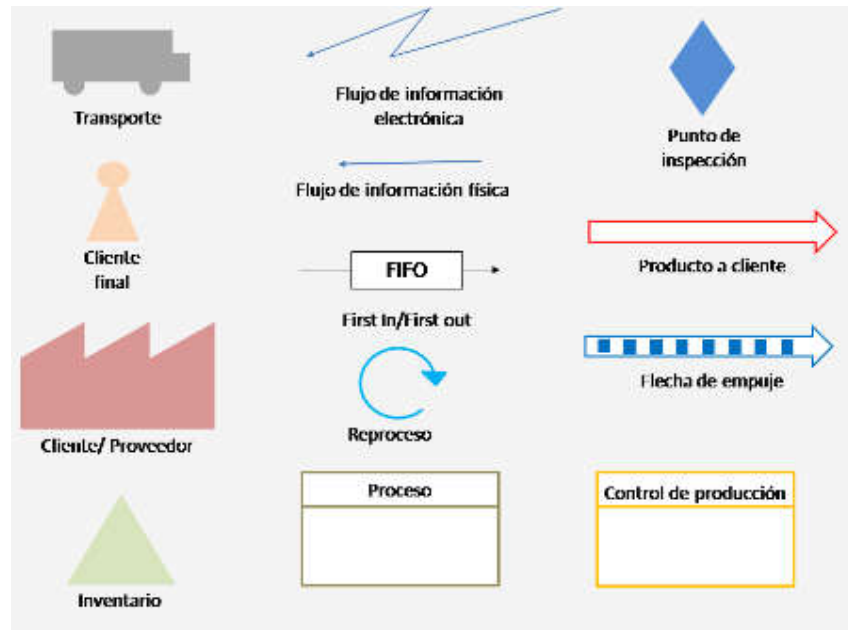 Transporte
Flujo de información
electrónica
Punto de
inspección
Flujo de información física
Cliente
final
FIFO
Producto a cliente
First In/First out
Flecha de empuje
Reproceso
Cliente/ Proveedor
Proceso
Control de producción
Inventario